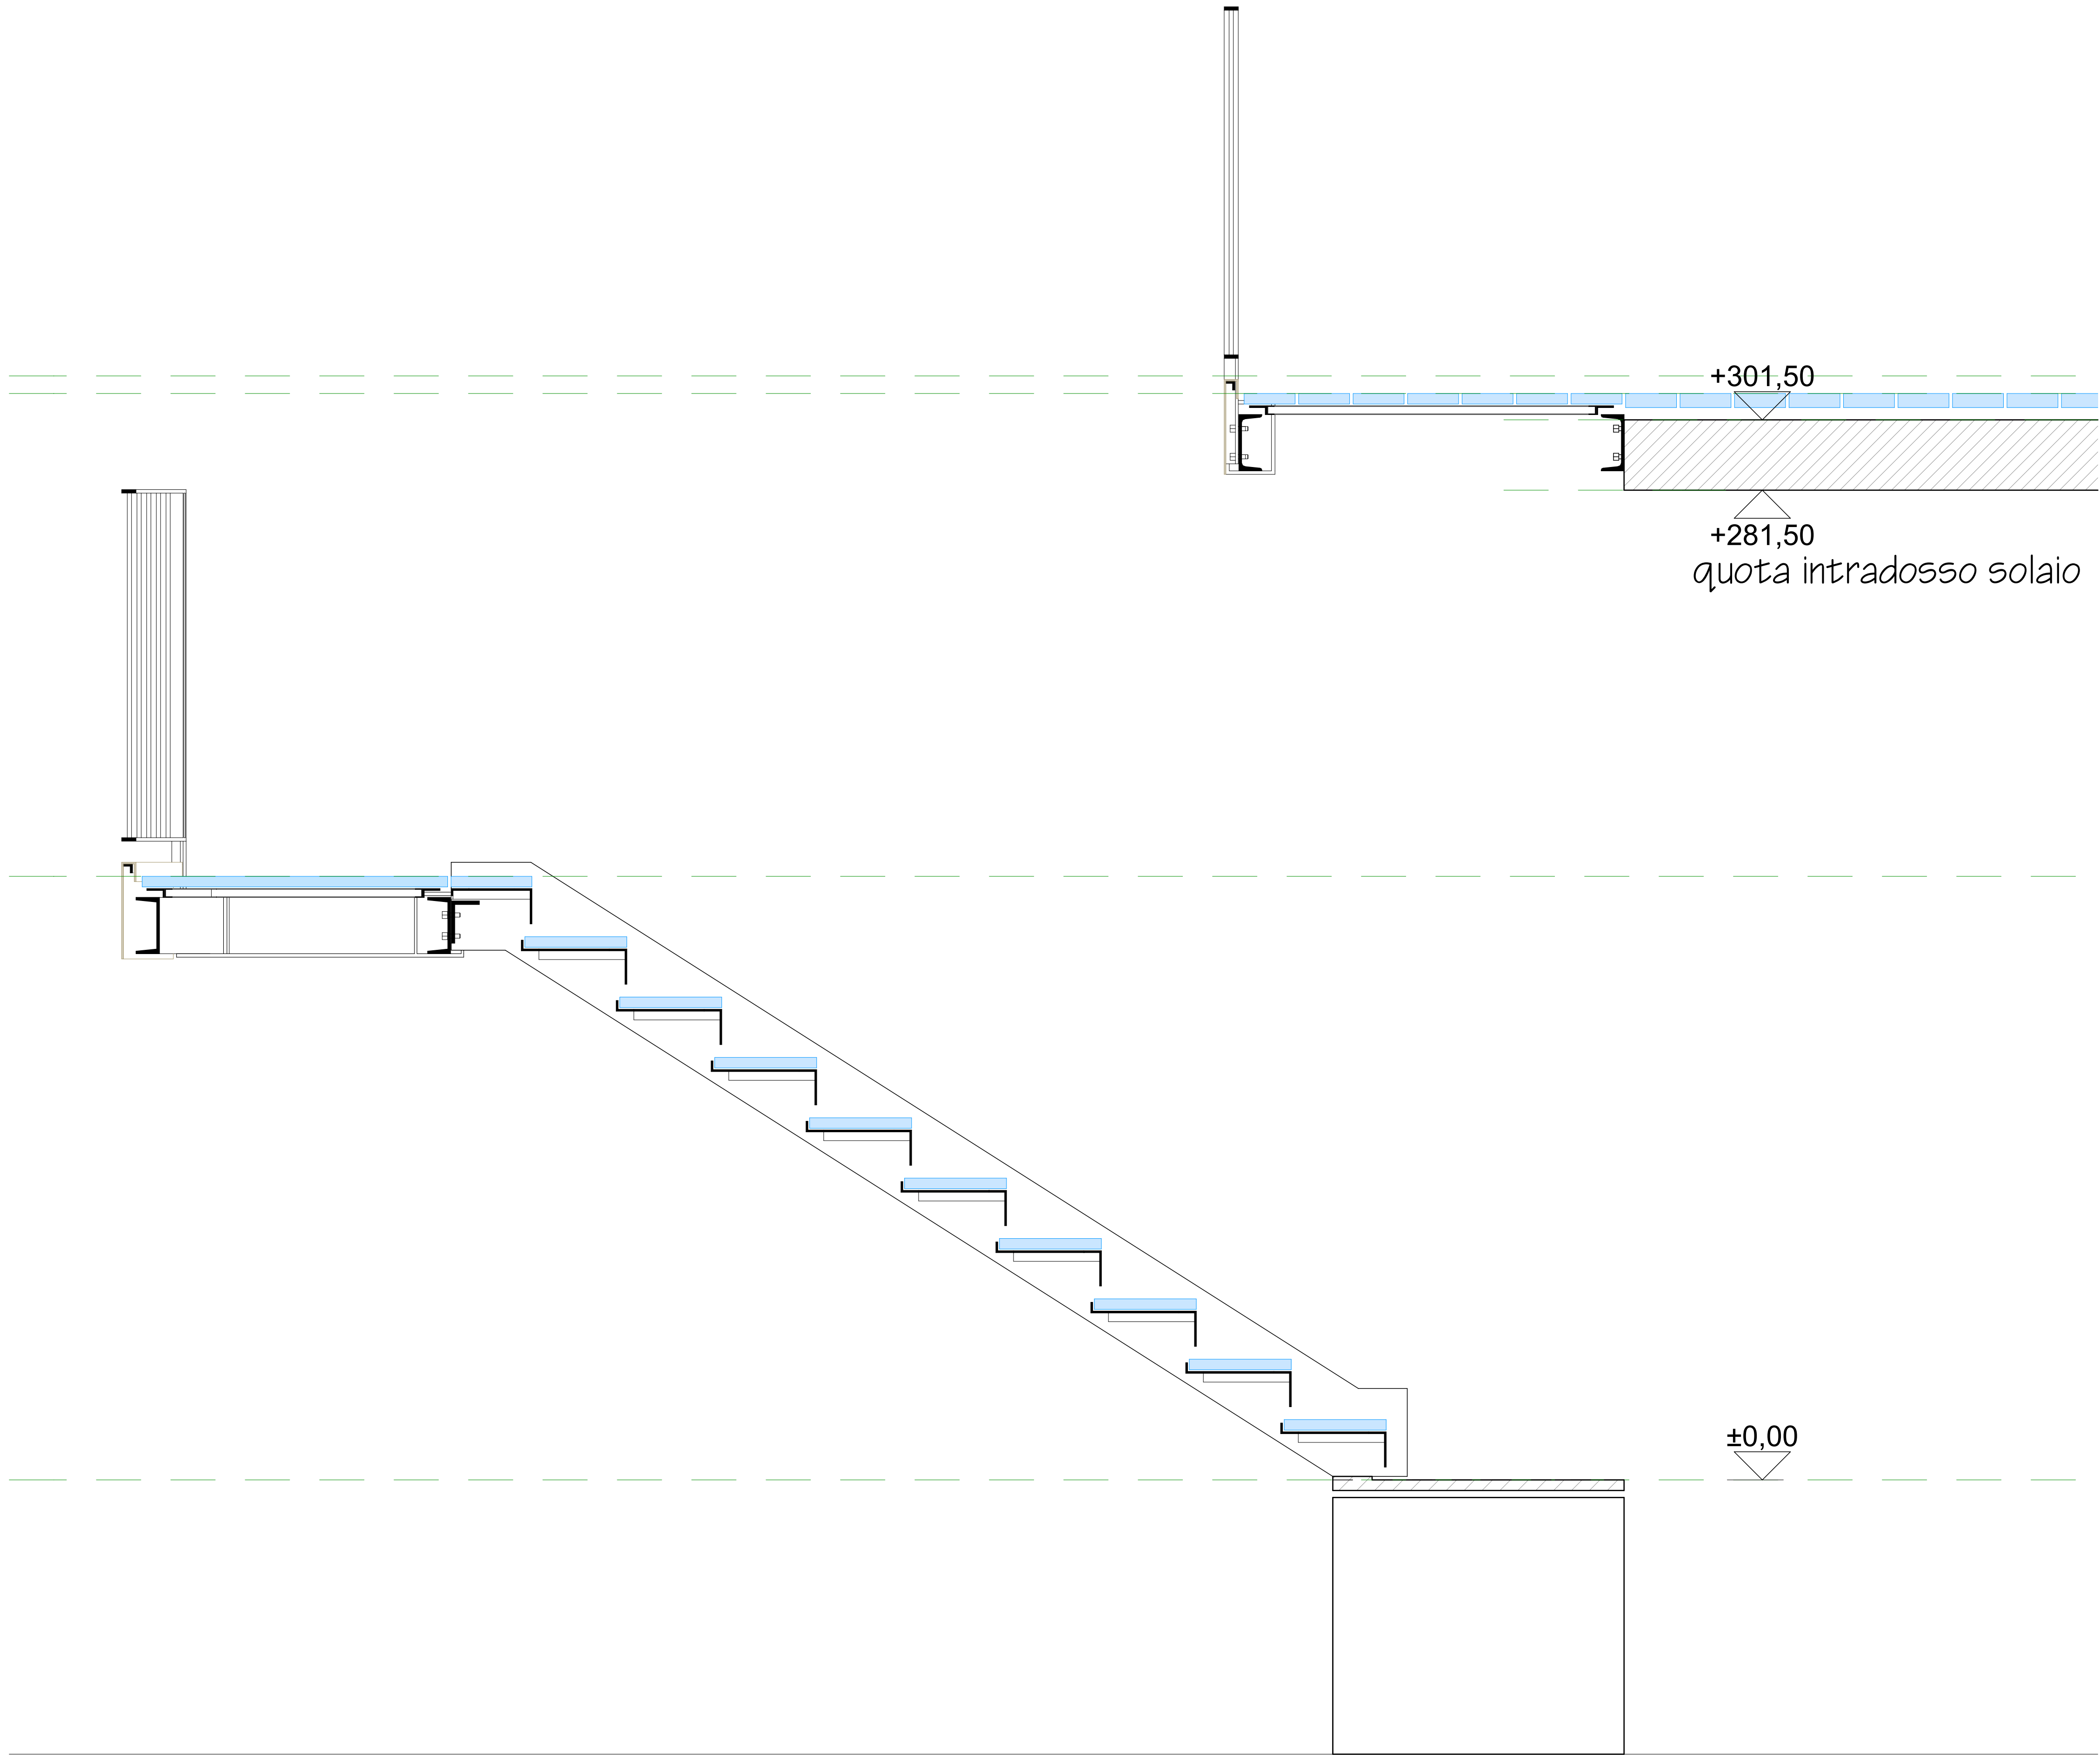 +301,50
+281,50
quota intradosso solaio
±0,00